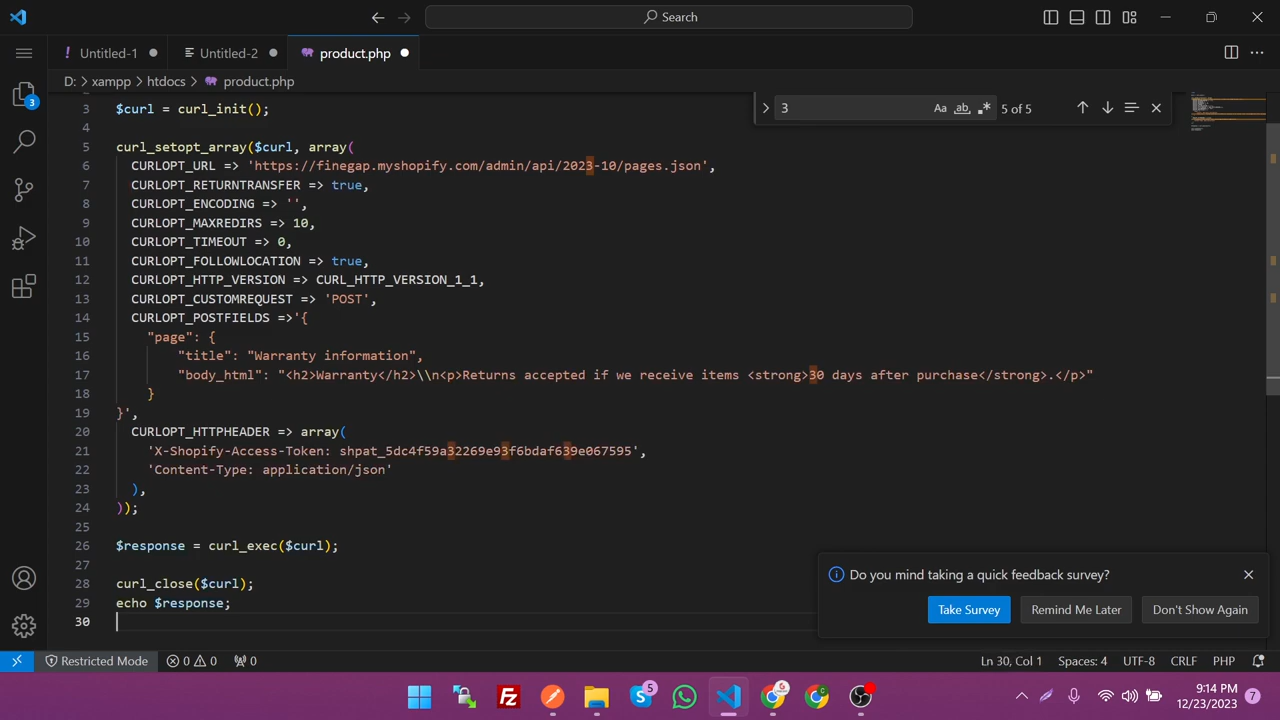 Search
Untitled-1
Untitled-2
product.php
D: > xampp > htdocs > product.php
3
Aa
ab
5 of 5
3 $curl = curl_init();
4
5 curl_setopt_array($curl, array(
6 CURLOPT_URL => 'https://finegap.myshopify.com/admin/api/2023-10/pages.json',
7 CURLOPT_RETURNTRANSFER => true,
8 CURLOPT_ENCODING => '',
9 CURLOPT_MAXREDIRS => 10,
10 CURLOPT_TIMEOUT => 0,
11 CURLOPT_FOLLOWLOCATION => true,
12 CURLOPT_HTTP_VERSION => CURL_HTTP_VERSION_1_1,
13 CURLOPT_CUSTOMREQUEST => 'POST',
14 CURLOPT_POSTFIELDS =>'{
15 "page": {
16 "title": "Warranty information",
17 "body_html": "<h2>Warranty</h2>\\n<p>Returns accepted if we receive items <strong>30 days after purchase</strong>.</p>"
18 }
19 }',
20 CURLOPT_HTTPHEADER => array(
21 'X-Shopify-Access-Token: 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',
22 'Content-Type: application/json'
23 ),
24 ));
25
26 $response = curl_exec($curl);
27
28 curl_close($curl);
29 echo $response;
30
3
Do you mind taking a quick feedback survey?
Take Survey
Remind Me Later
Don't Show Again
Restricted Mode
0
0
0
Ln 30, Col 1
Spaces: 4
UTF-8
CRLF
PHP
5
9:14 PM
12/23/2023
7